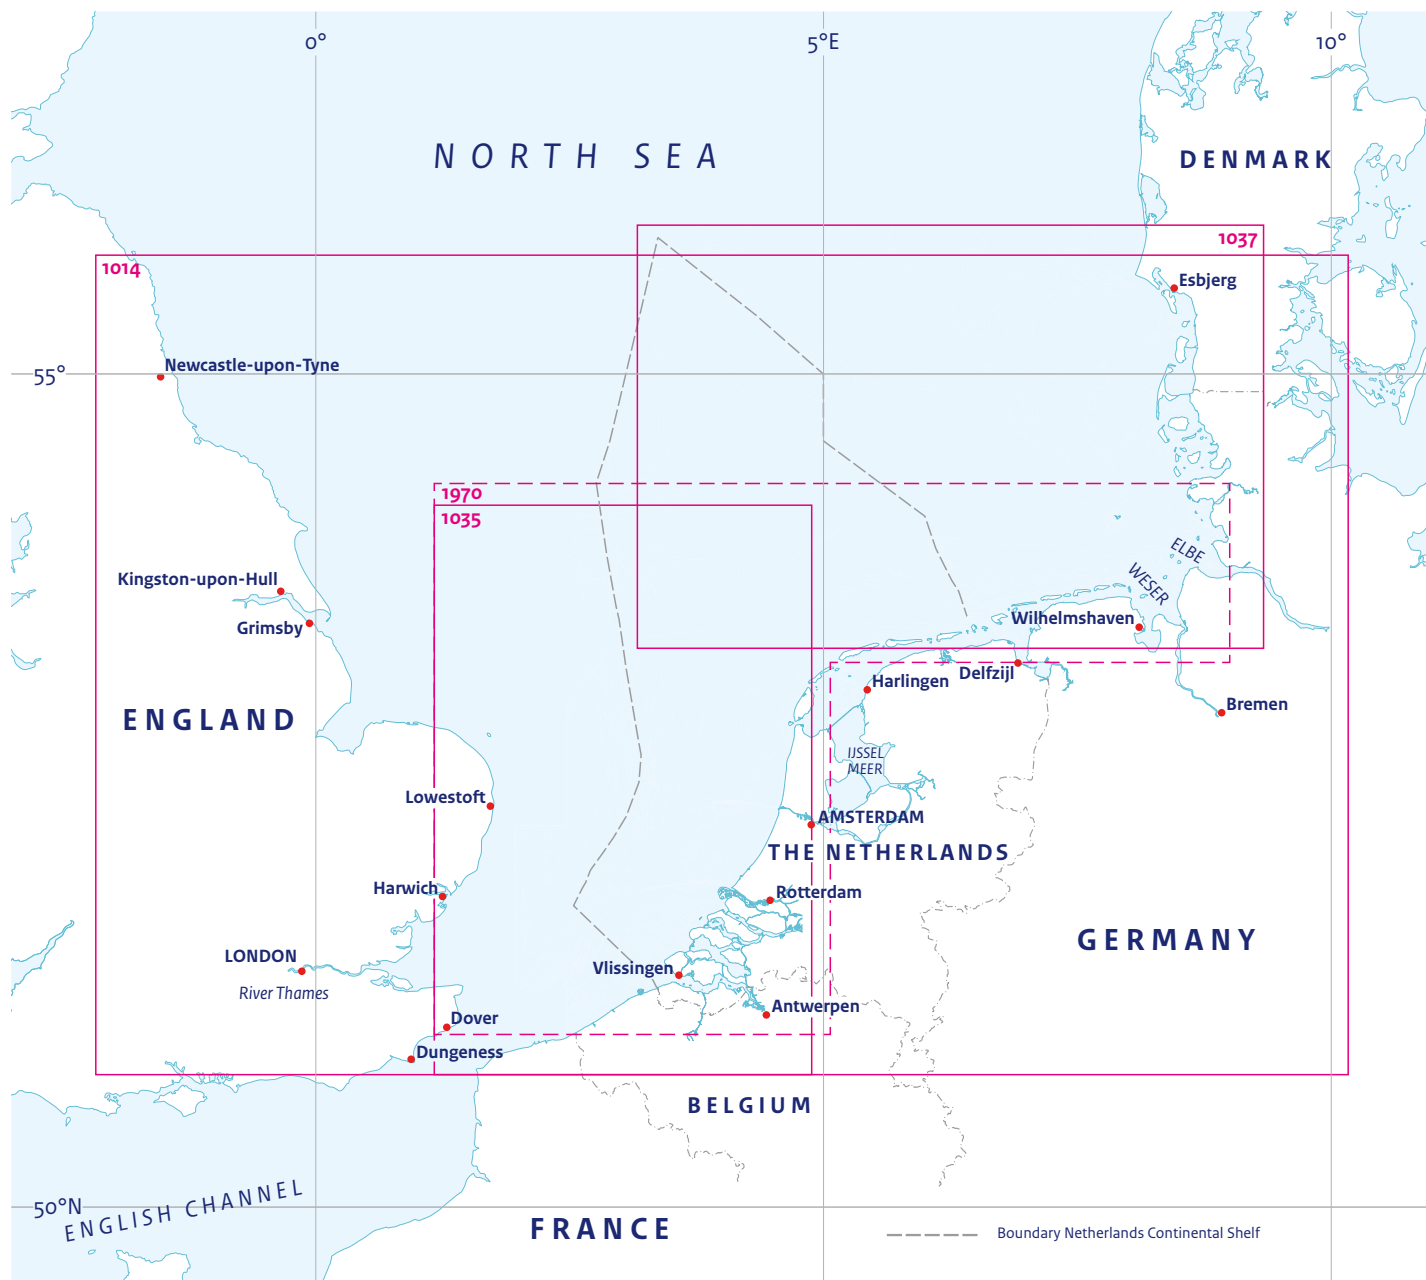 0°
5°E
10°
NORTH SEA
DENMARK
1037
1014
Esbjerg
Newcastle-upon-Tyne
55°
1970
1035
ELBE
WESER
Kingston-upon-Hull
Grimsby
Wilhelmshaven
Delfzijl
Harlingen
Bremen
ENGLAND
IJSSEL
MEER
Lowestoft
AMSTERDAM
THE NETHERLANDS
Harwich
Rotterdam
GERMANY
LONDON
Vlissingen
River Thames
Antwerpen
Dover
Dungeness
BELGIUM
50°N
ENGLISH CHANNEL
FRANCE
Boundary Netherlands Continental Shelf